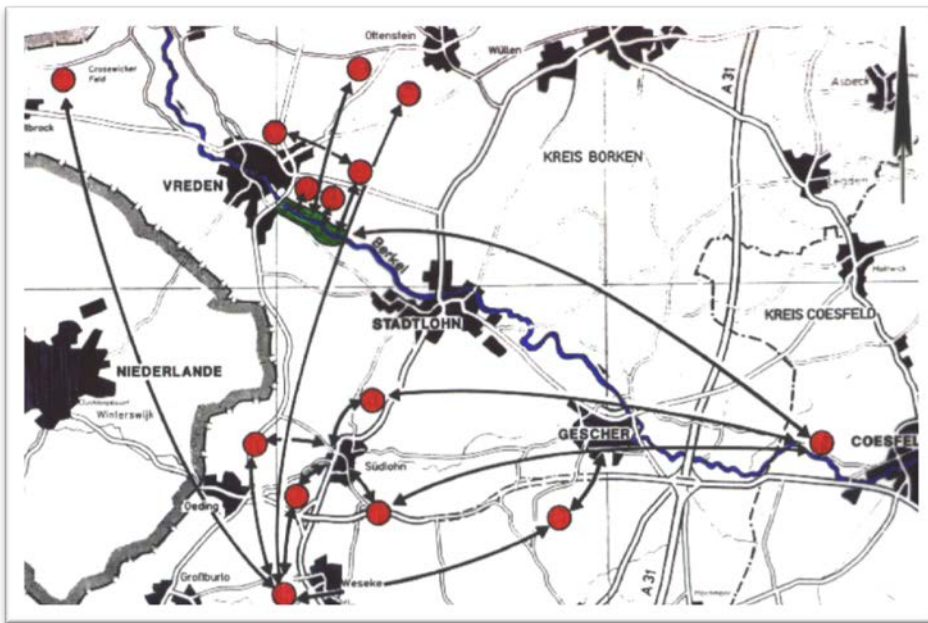 Ottenstein
Wüllen
Crosewicker
Feld
A 31
KREIS BORKEN
VREDEN
Berkel
STADTLOHN
KREIS COESFELD
NIEDERLANDE
Winterswijk
GESCHER
COESFEL
Südlohn
Oeding
A 31
Großburlo
Weseke